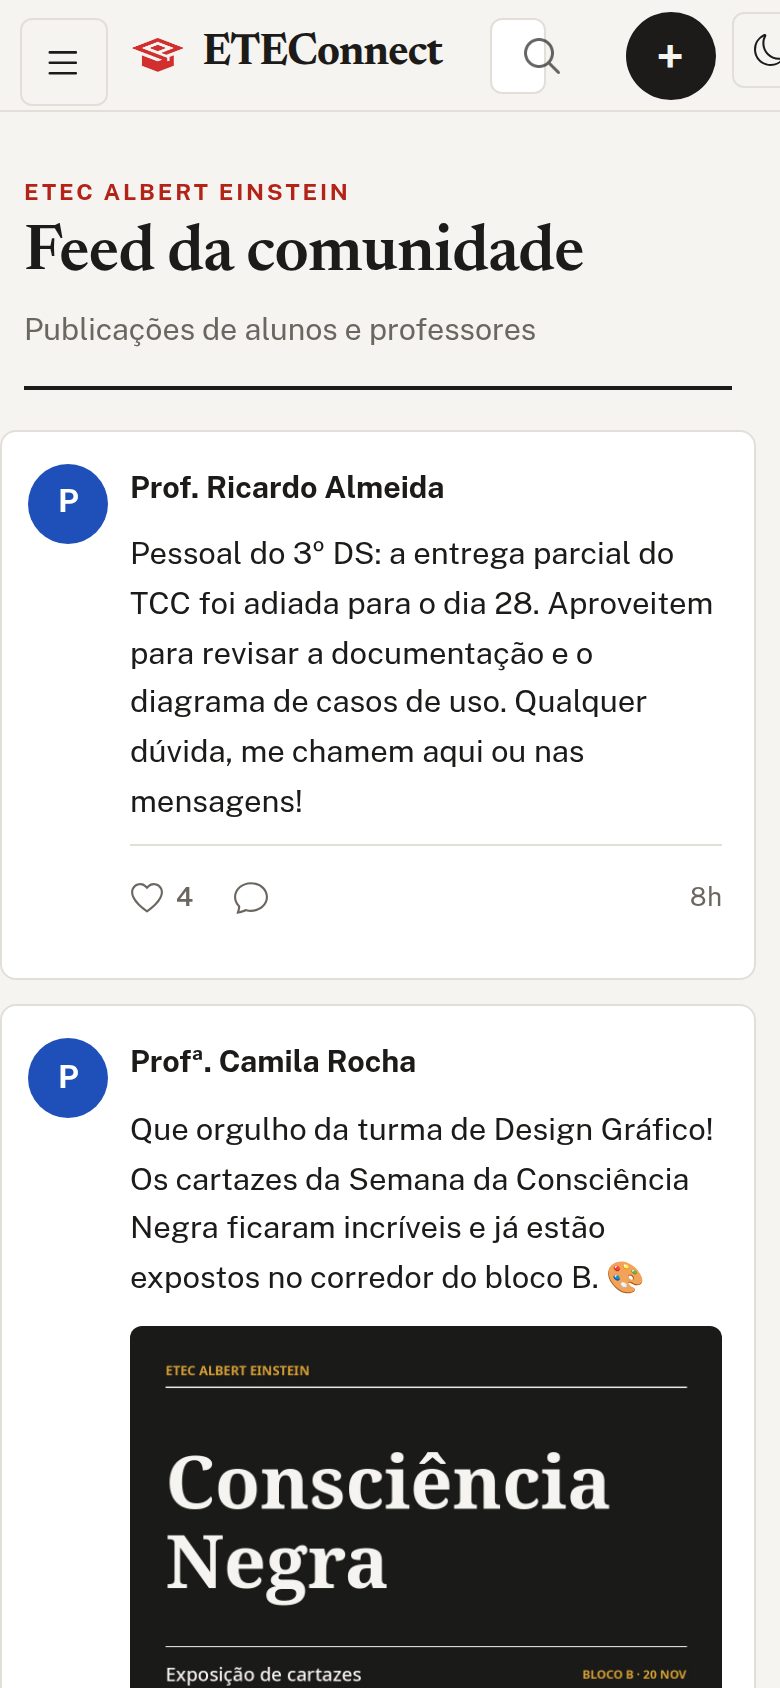 ETEConnect
+
ETEC ALBERT EINSTEIN
Feed da comunidade
Publicações de alunos e professores
P
Prof. Ricardo Almeida
Pessoal do 3º DS: a entrega parcial do
TCC foi adiada para o dia 28. Aproveitem
para revisar a documentação e o
diagrama de casos de uso. Qualquer
dúvida, me chamem aqui ou nas
mensagens!
4
8h
P
Profª. Camila Rocha
Que orgulho da turma de Design Gráfico!
Os cartazes da Semana da Consciência
Negra ficaram incríveis e já estão
expostos no corredor do bloco B. 🎨
ETEC ALBERT EINSTEIN
Consciência
Negra
Exposição de cartazes
BLOCO B · 20 NOV